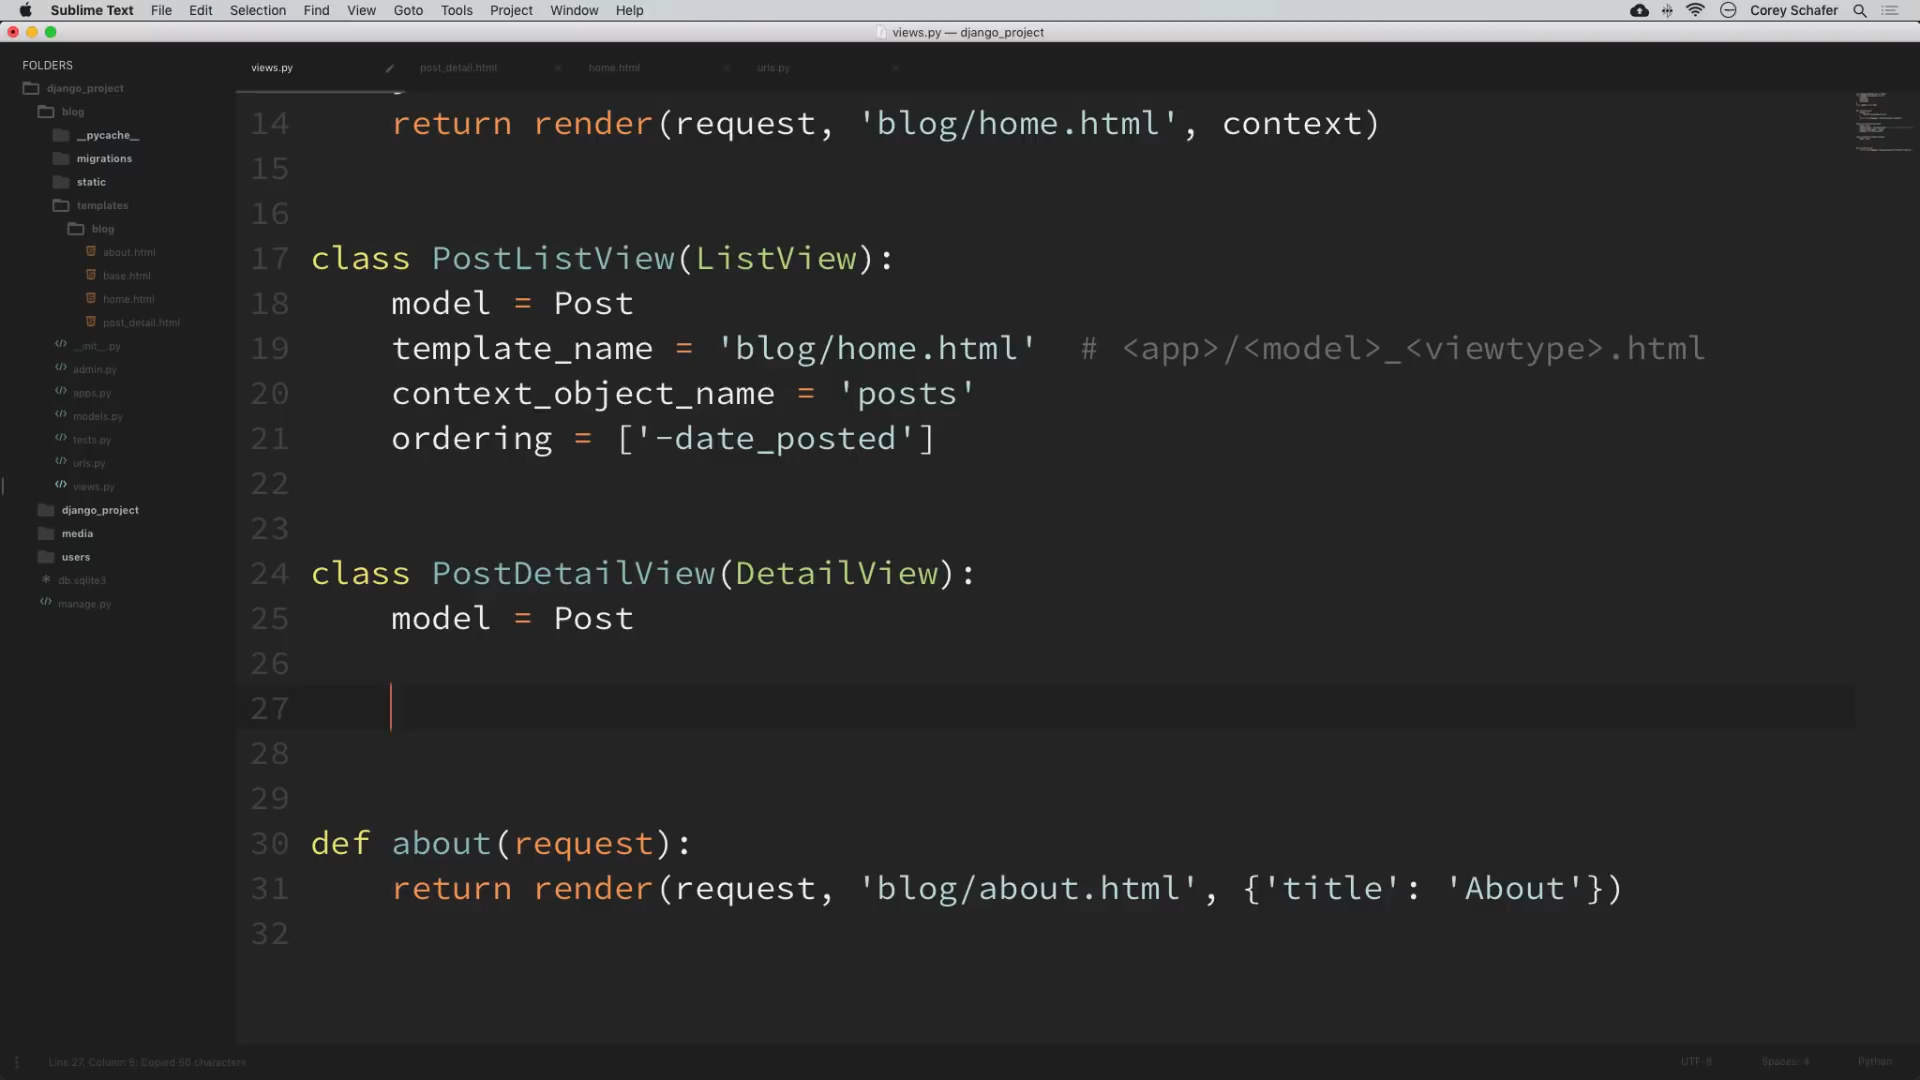 Sublime Text File Edit Selection Find View Goto Tools Project Window Help Corey Schafer
views.py — django_project
FOLDERS
django_project
blog
__pycache__
migrations
static
templates
blog
about.html
base.html
home.html
post_detail.html
__init__.py
admin.py
apps.py
models.py
tests.py
urls.py
views.py
django_project
media
users
db.sqlite3
manage.py
views.py post_detail.html home.html urls.py
14 return render(request, 'blog/home.html', context)
15
16
17 class PostListView(ListView):
18 model = Post
19 template_name = 'blog/home.html' # <app>/<model>_<viewtype>.html
20 context_object_name = 'posts'
21 ordering = ['-date_posted']
22
23
24 class PostDetailView(DetailView):
25 model = Post
26
27
28
29
30 def about(request):
31 return render(request, 'blog/about.html', {'title': 'About'})
32
Line 27, Column 5; Copied 50 characters UTF-8 Spaces: 4 Python